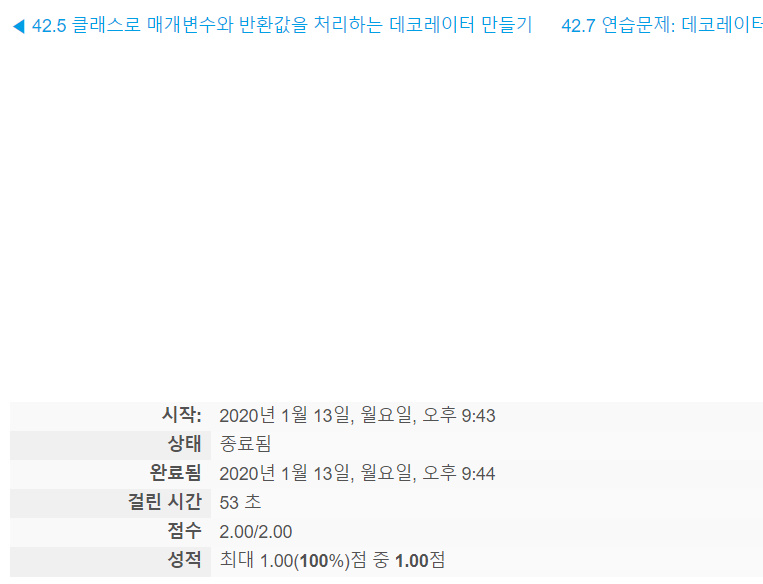 ◀ 42.5 클래스로 매개변수와 반환값을 처리하는 데코레이터 만들기 42.7 연습문제: 데코레이터
시작: 2020년 1월 13일, 월요일, 오후 9:43
상태 종료됨
완료됨 2020년 1월 13일, 월요일, 오후 9:44
걸린 시간 53 초
점수 2.00/2.00
성적 최대 1.00(100%)점 중 1.00점